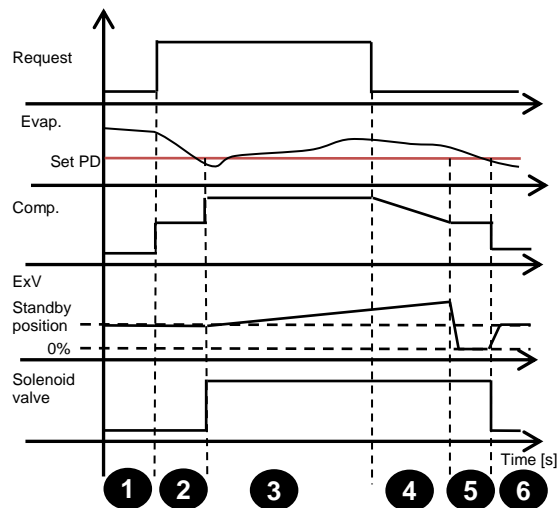 Request
Evap.
Set PD
Comp.
ExV
Standby
position
0%
Solenoid
valve
Time [s]
1 2 3 4 5 6